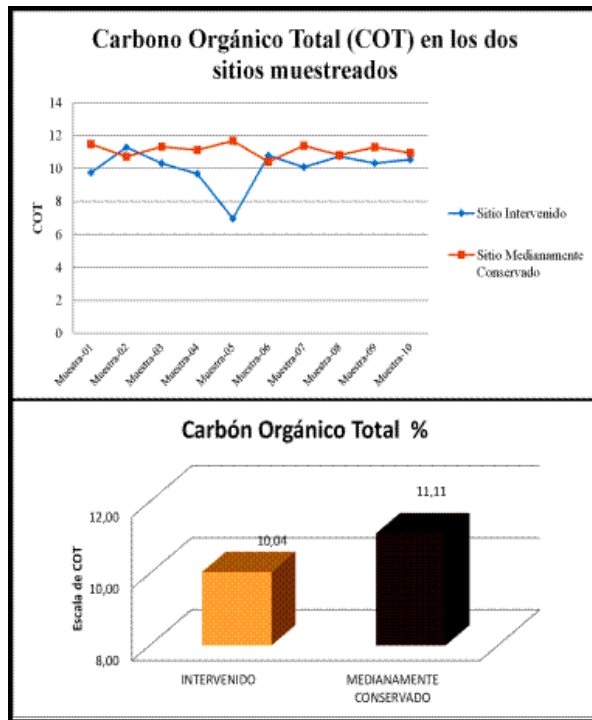 Carbono Orgánico Total (COT) en los dos
sitios muestreados
14
12
10
8
6
4
2
0
COT
Muestra-01
Muestra-02
Muestra-03
Muestra-04
Muestra-05
Muestra-06
Muestra-07
Muestra-08
Muestra-09
Muestra-10
Sitio Intervenido
Sitio Medianamente
Conservado
Carbón Orgánico Total %
12,00
10,00
8,00
Escala de COT
10,04
11,11
INTERVENIDO
MEDIANAMENTE
CONSERVADO